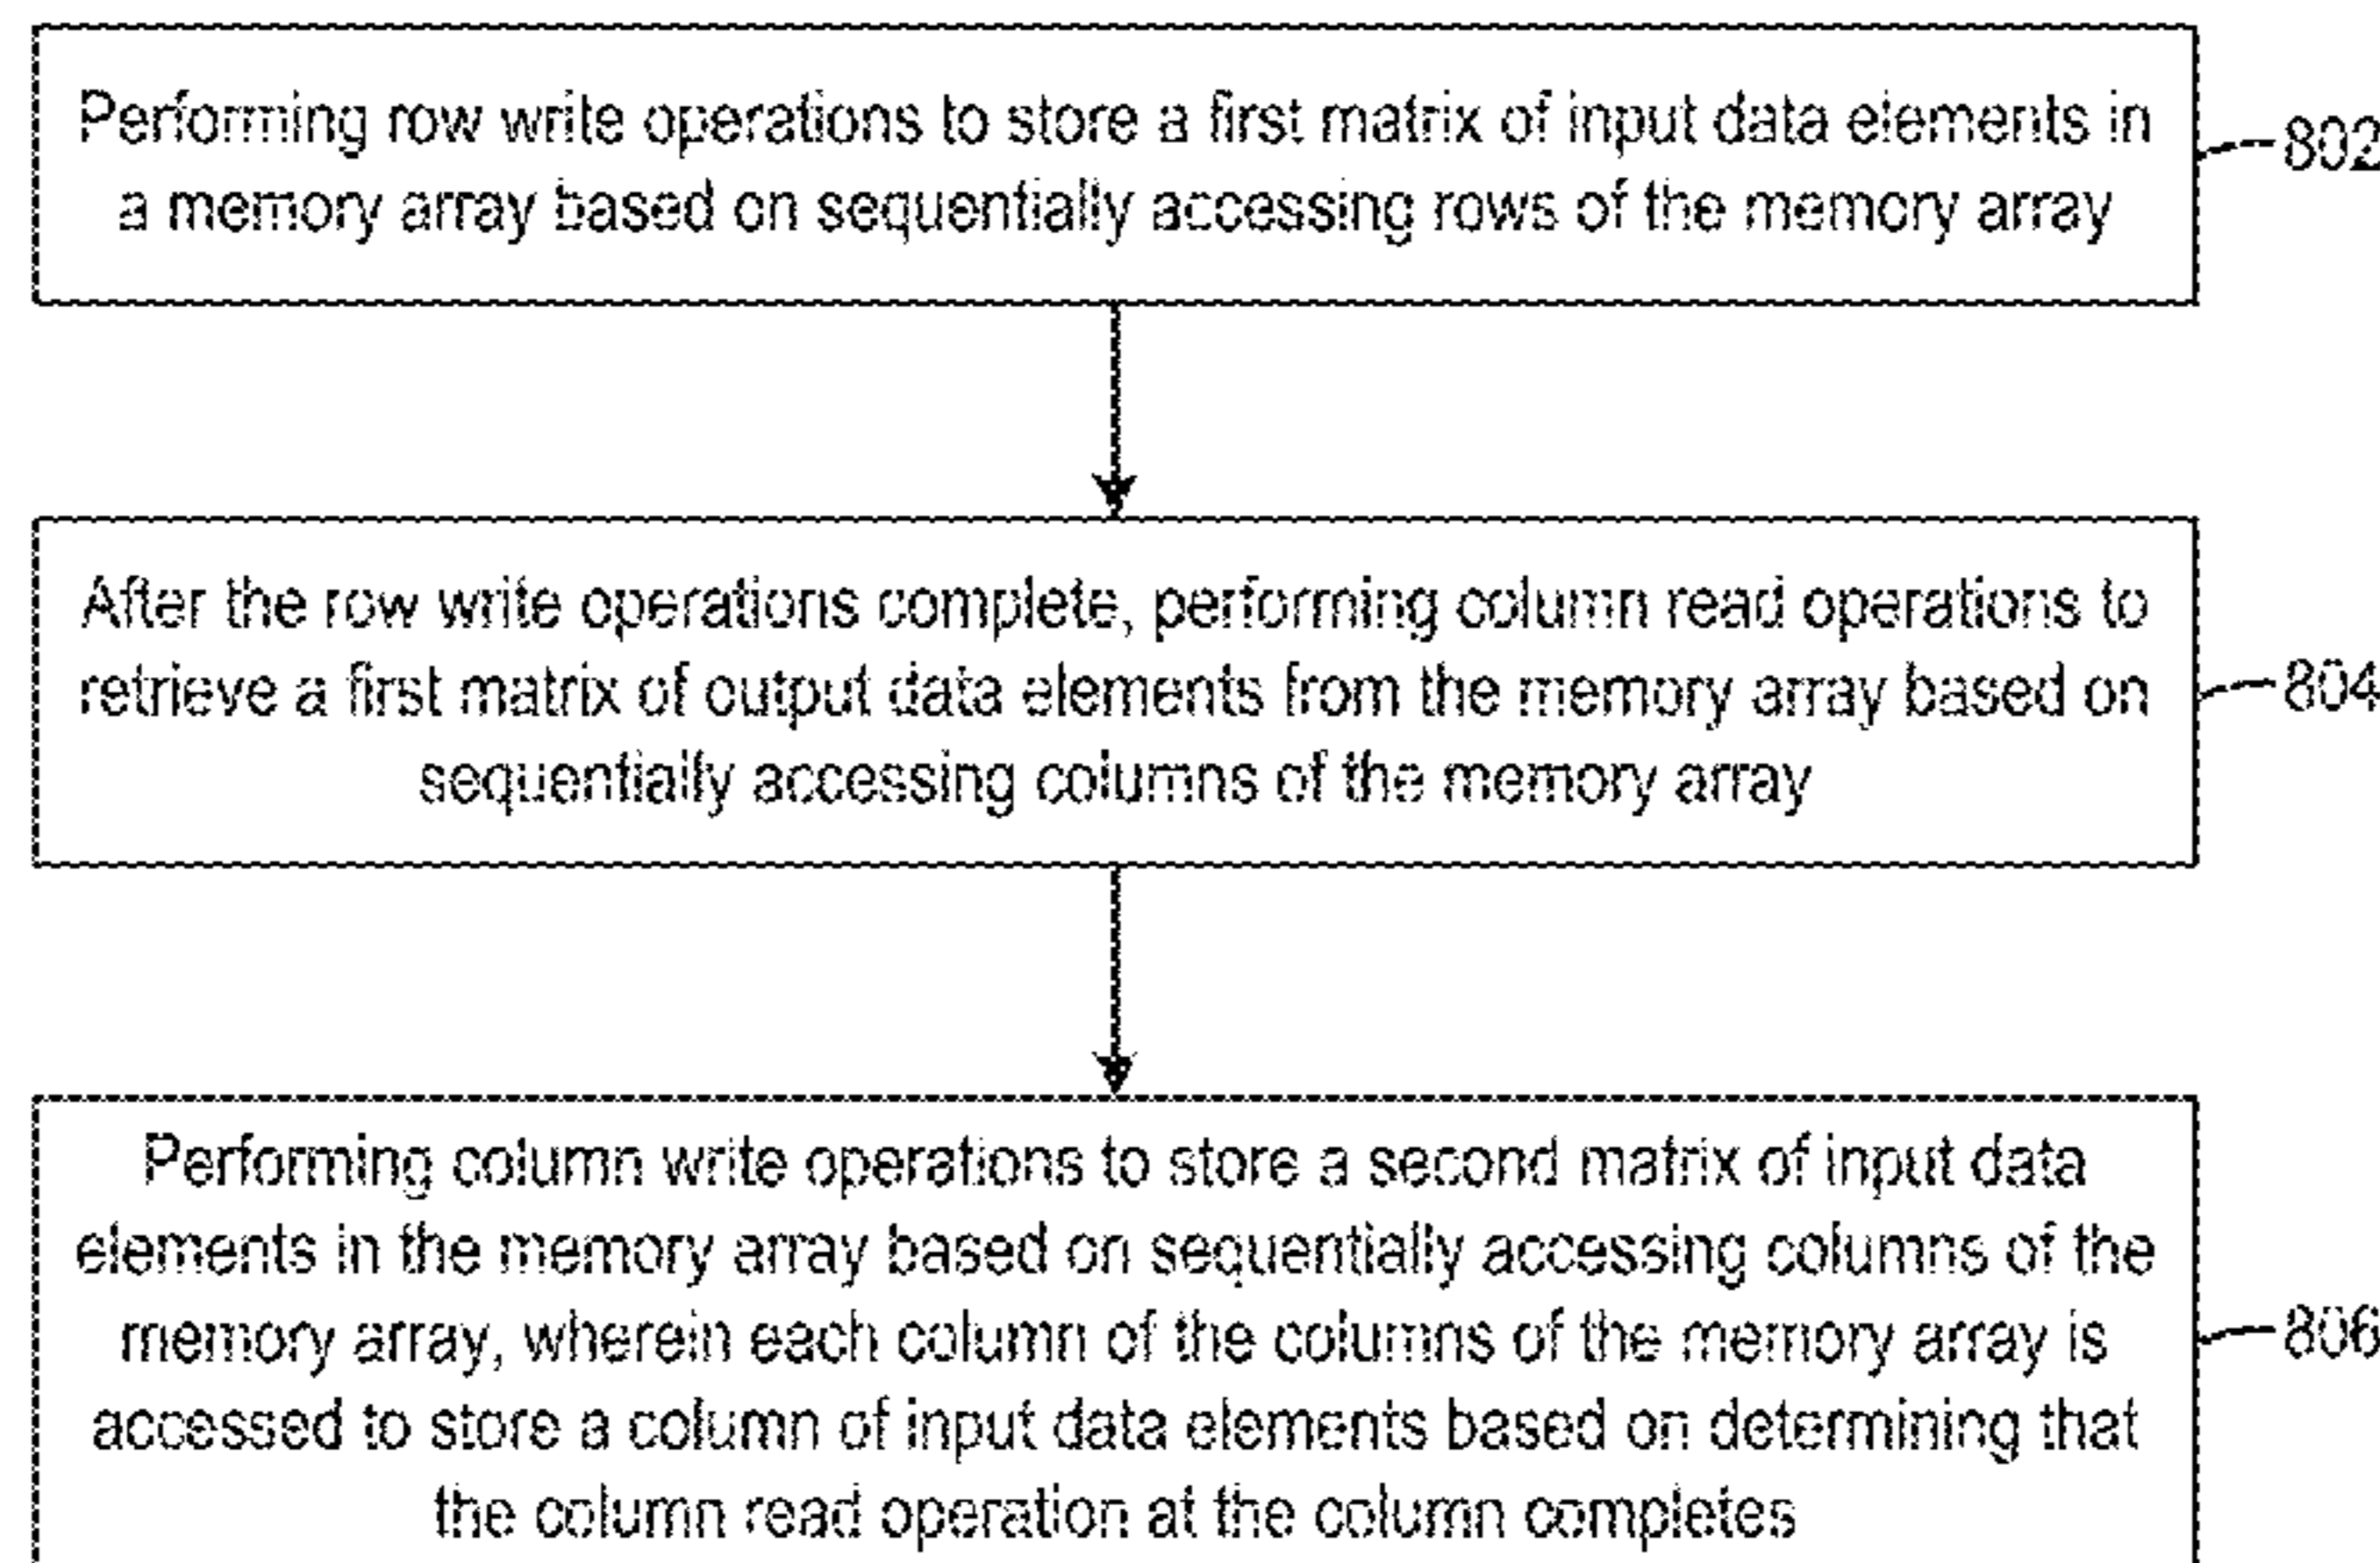 Performing row write operations to store a first matrix of input data elements in
a memory array based on sequentially accessing rows of the memory array
802
After the row write operations complete, performing column read operations to
retrieve a first matrix of output data elements from the memory array based on
sequentially accessing columns of the memory array
804
Performing column write operations to store a second matrix of input data
elements in the memory array based on sequentially accessing columns of the
memory array, wherein each column of the columns of the memory array is
accessed to store a column of input data elements based on determining that
the column read operation at the column completes
806